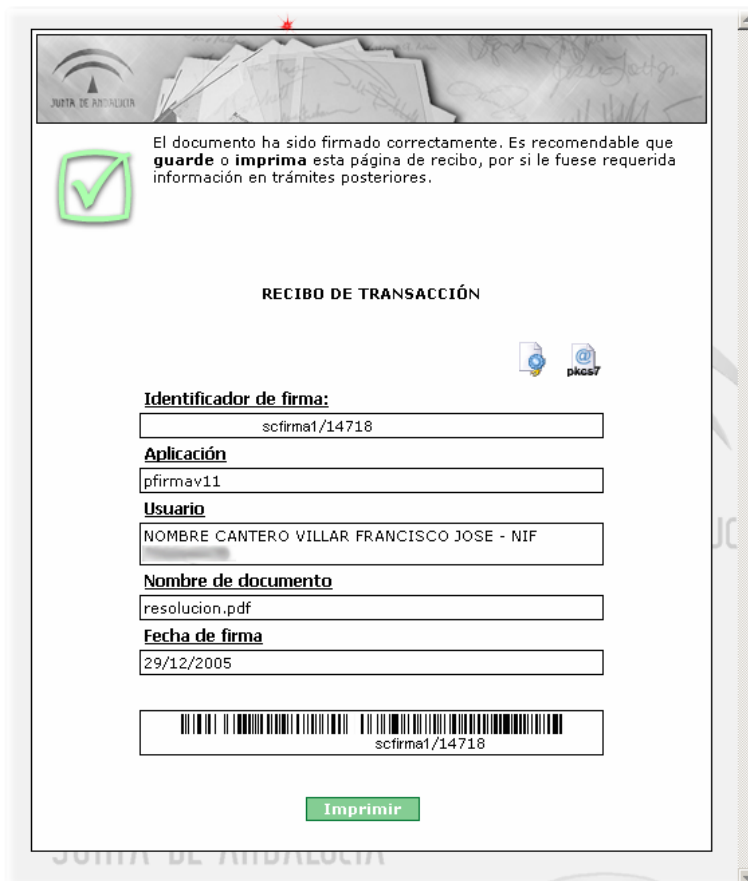 JUNTA DE ANDALUCIA
El documento ha sido firmado correctamente. Es recomendable que
guarde o imprima esta página de recibo, por si le fuese requerida
información en trámites posteriores.
RECIBO DE TRANSACCIÓN
@
pkcs7
Identificador de firma:
scfirma1/14718
Aplicación
pfirmav11
Usuario
NOMBRE CANTERO VILLAR FRANCISCO JOSE - NIF
Nombre de documento
resolucion.pdf
Fecha de firma
29/12/2005
scfirma1/14718
Imprimir
JUNTA DE ANDALUCIA